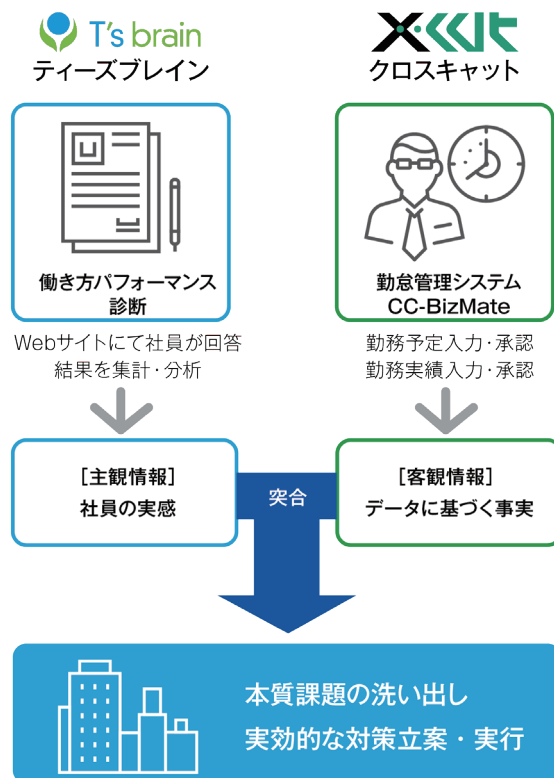 T's brain
ティーズブレイン
X·CAT
クロスキャット
働き方パフォーマンス
診断
Webサイトにて社員が回答
結果を集計・分析
勤怠管理システム
CC-BizMate
勤務予定入力・承認
勤務実績入力・承認
[主観情報]
社員の実感
突合
[客観情報]
データに基づく事実
本質課題の洗い出し
実効的な対策立案・実行